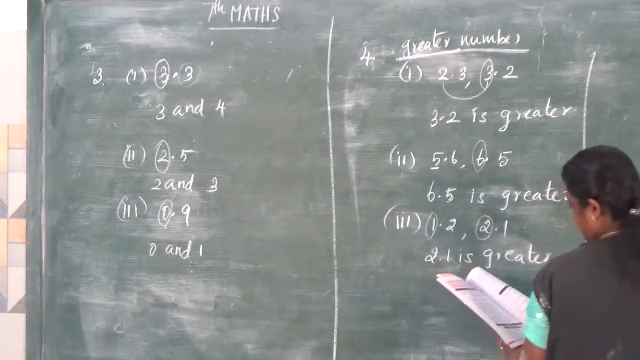 7th MATHS
3. (i) 3.3
3 and 4
(ii) 2.5
2 and 3
(iii) 0.9
0 and 1
4. greater number
(i) 2.3, 3.2
3.2 is greater
(ii) 5.6, 6.5
6.5 is greater
(iii) 1.2, 2.1
2.1 is greater